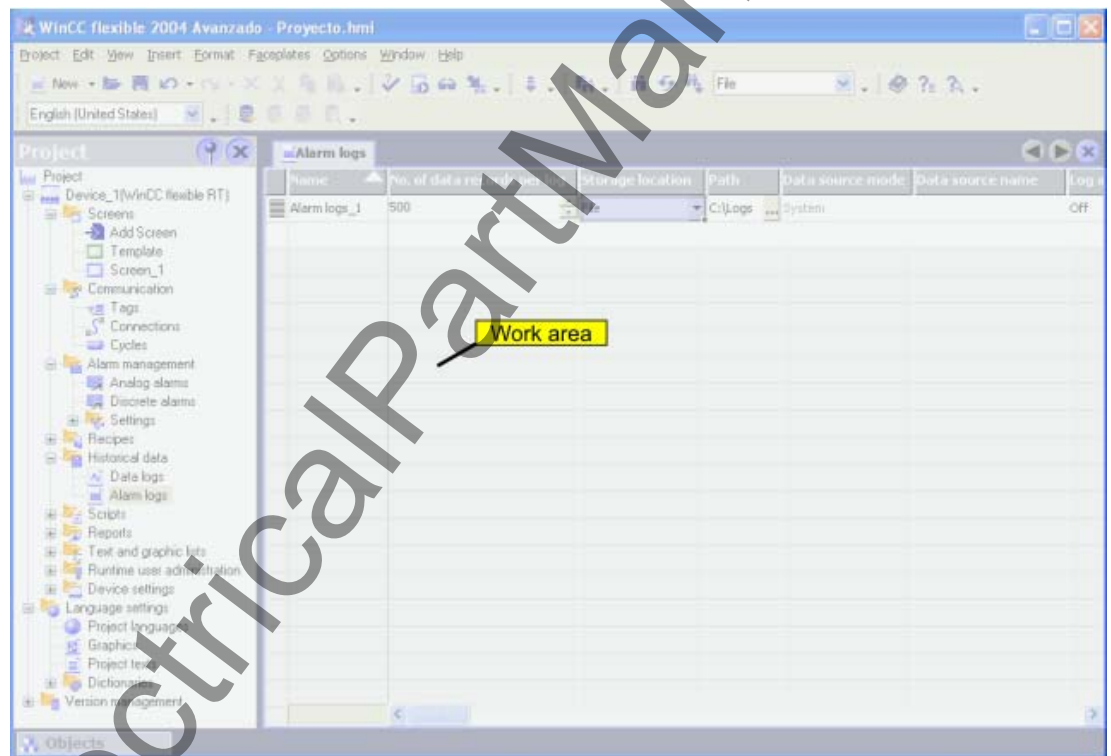 WinCC flexible 2004 Avanzado - Proyecto.hmi
Project Edit View Insert Format Faceplates Options Window Help
New File
English (United States)
Project
Alarm logs
Name No. of data records per log Storage location Path Data source mode Data source name Log a
Alarm logs_1 500 File C:\Logs ... System Off
Project
Device_1(WinCC flexible RT)
Screens
Add Screen
Template
Screen_1
Communication
Tags
Connections
Cycles
Alarm management
Analog alarms
Discrete alarms
Settings
Recipes
Historical data
Data logs
Alarm logs
Scripts
Reports
Text and graphic lists
Runtime user administration
Device settings
Language settings
Project languages
Graphics
Project texts
Dictionaries
Version management
Work area
Objects
ectricalPartMa